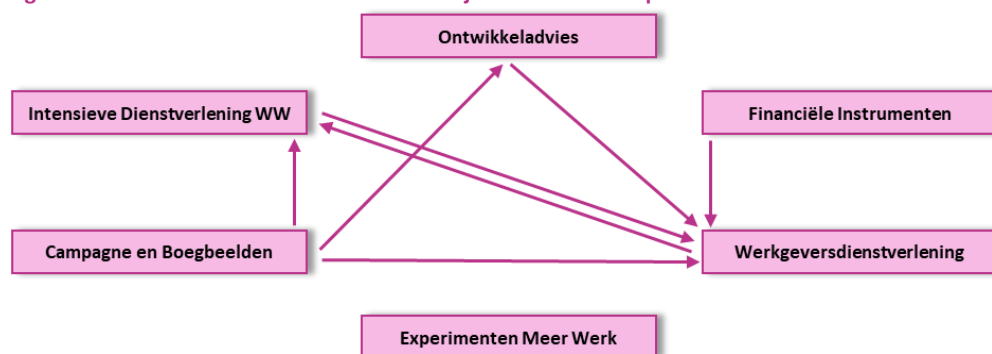 Ontwikkeladvies
Intensieve Dienstverlening WW
Financiële Instrumenten
Campagne en Boegbeelden
Werkgeversdienstverlening
Experimenten Meer Werk